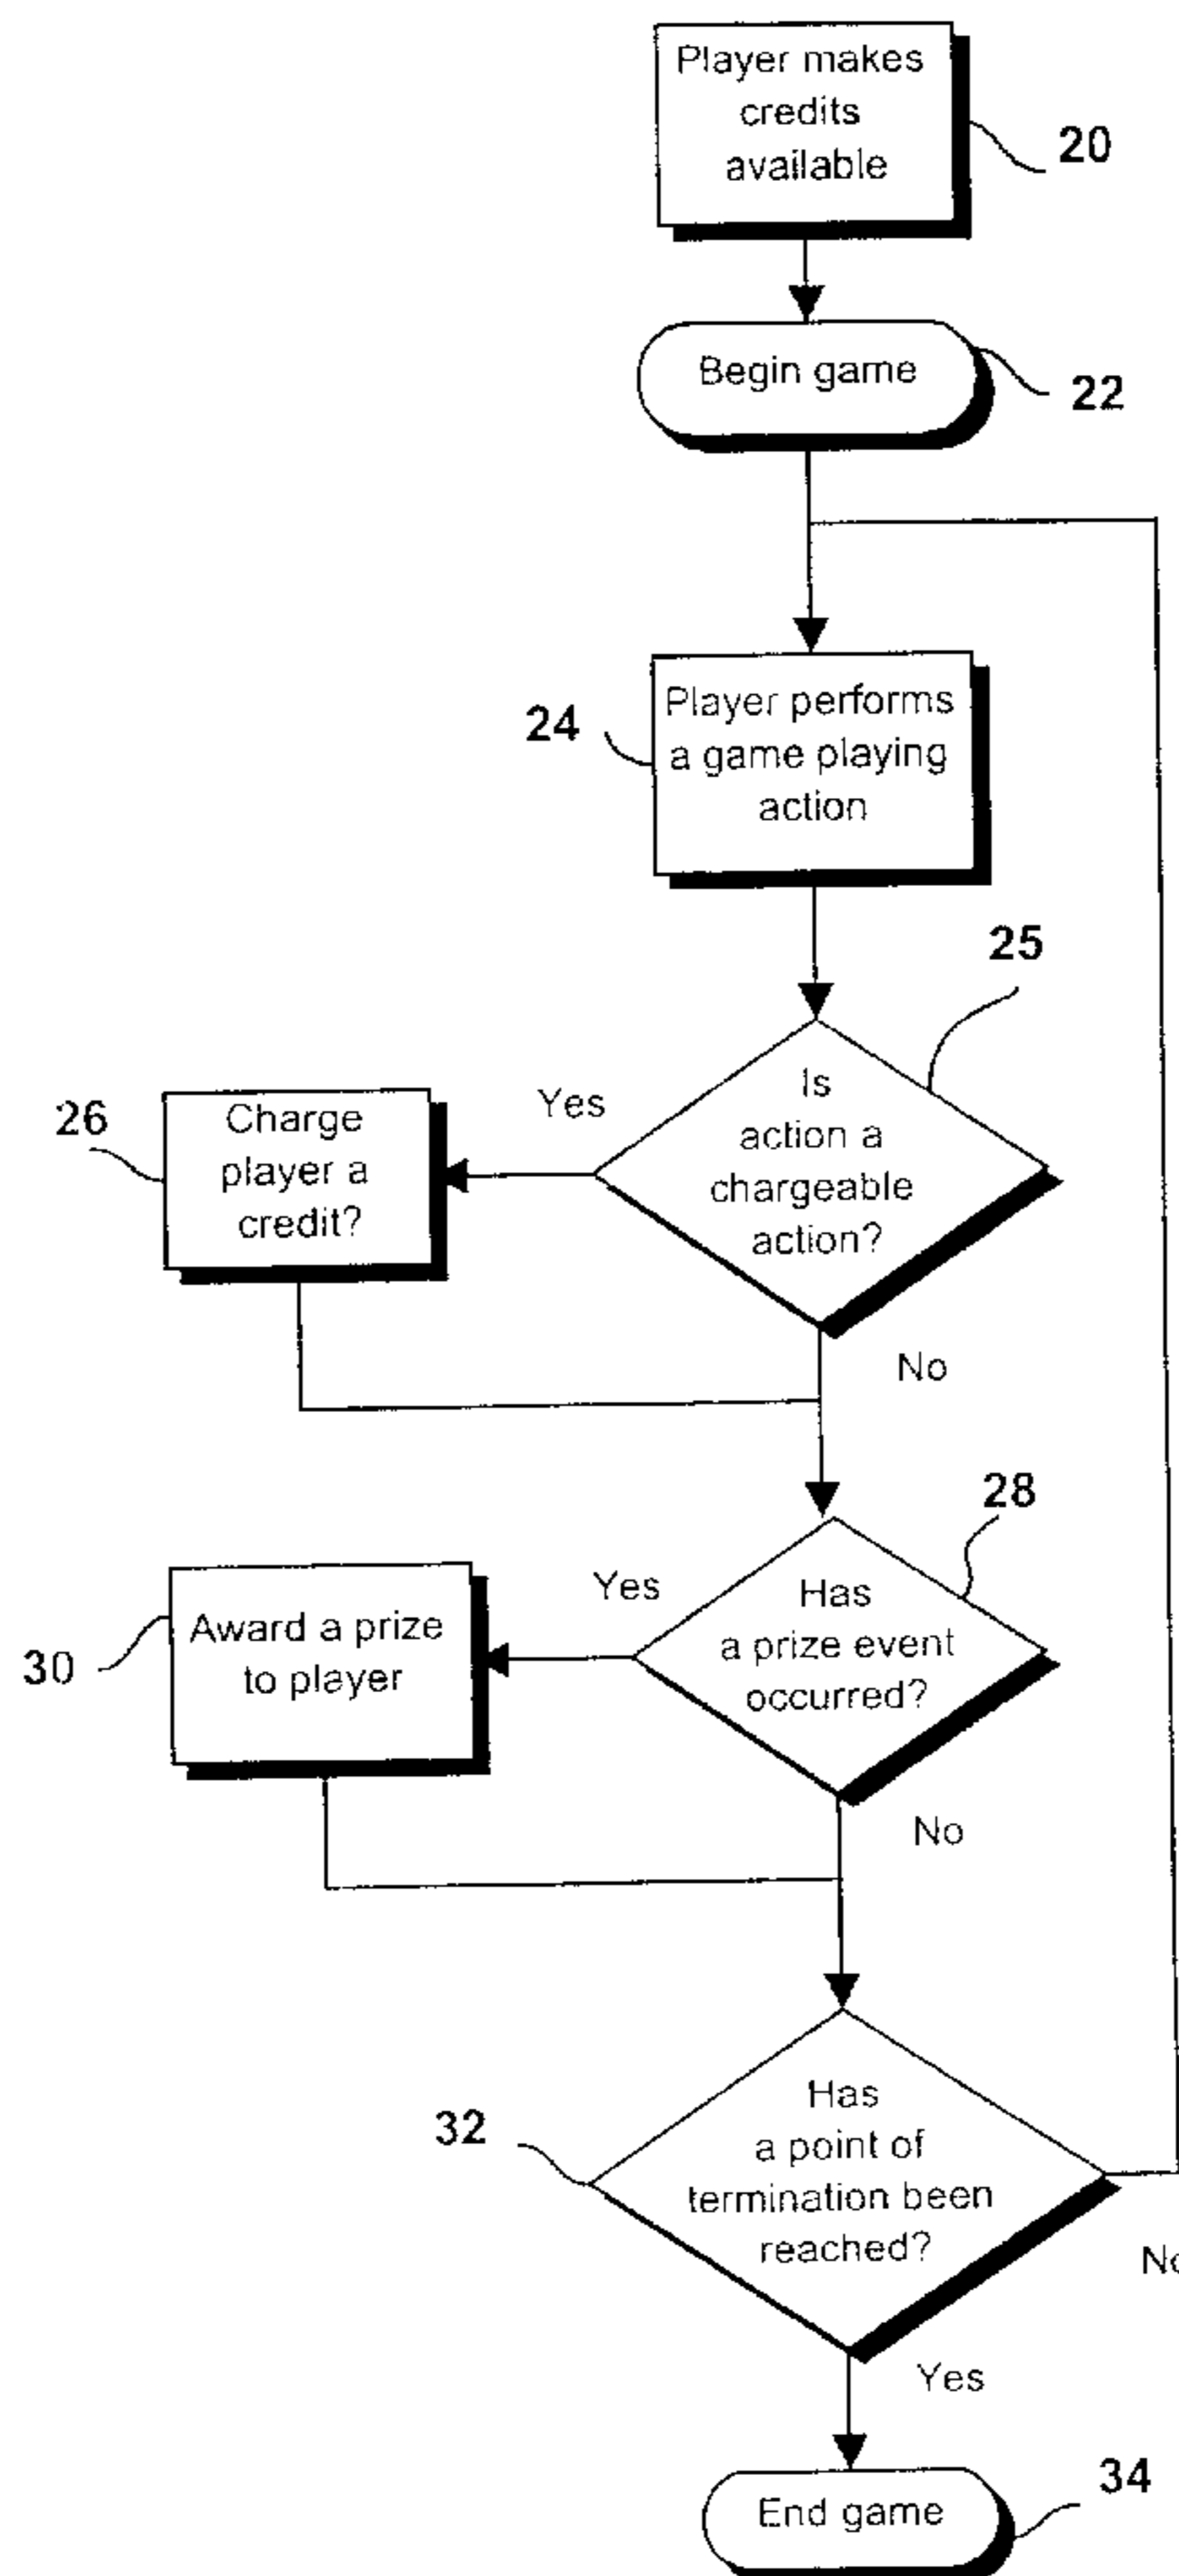 Player makes
credits
available
20
Begin game
22
Player performs
a game playing
action
24
25
Is
action a
chargeable
action?
Yes
26
Charge
player a
credit?
No
28
Has
a prize event
occurred?
Yes
Award a prize
to player
30
No
32
Has
a point of
termination been
reached?
No
Yes
End game
34